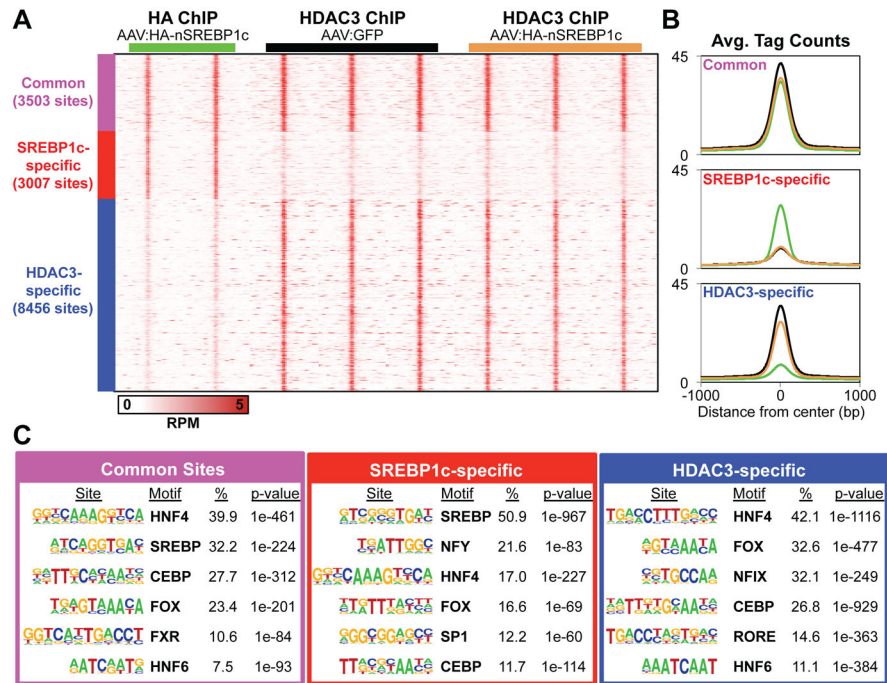 A
HA ChIP
AAV:HA-nSREBP1c
HDAC3 ChIP
AAV:GFP
HDAC3 ChIP
AAV:HA-nSREBP1c
Common
(3503 sites)
SREBP1c-
specific
(3007 sites)
HDAC3-
specific
(8456 sites)
0 5
RPM
B
Avg. Tag Counts
45
Common
0
45
SREBP1c-specific
0
45
HDAC3-specific
0
-1000 0 1000
Distance from center (bp)
C
Common Sites
Site Motif % p-value
GGTCAAAGGTCA HNF4 39.9 1e-461
ATCAGGTGAC SREBP 32.2 1e-224
CEBP 27.7 1e-312
TGAGTAAACA FOX 23.4 1e-201
GGTCATTGACCT FXR 10.6 1e-84
AATCAATG HNF6 7.5 1e-93
SREBP1c-specific
Site Motif % p-value
SREBP 50.9 1e-967
CGATTGGC NFY 21.6 1e-83
HNF4 17.0 1e-227
FOX 16.6 1e-69
SP1 12.2 1e-60
CEBP 11.7 1e-114
HDAC3-specific
Site Motif % p-value
TGACCTTTGACC HNF4 42.1 1e-1116
FOX 32.6 1e-477
NFIX 32.1 1e-249
CEBP 26.8 1e-929
RORE 14.6 1e-363
AAATCAAT HNF6 11.1 1e-384